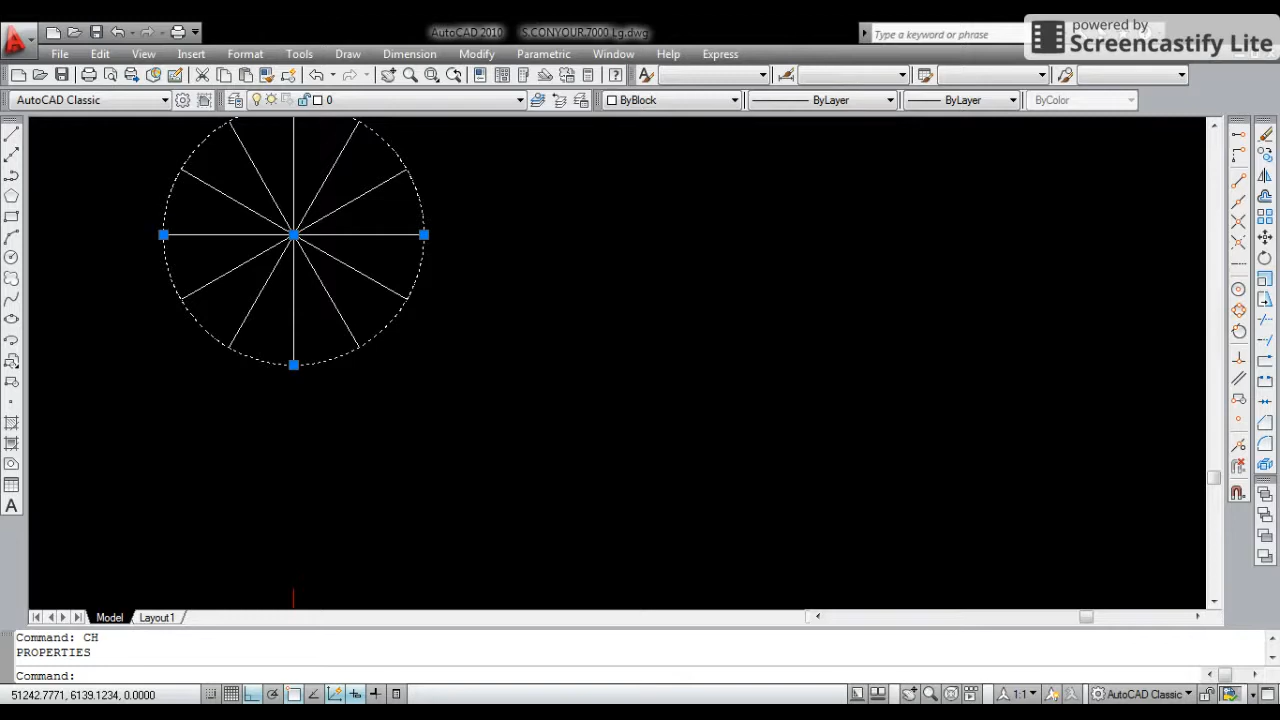 AutoCAD 2010 S.CONYOUR.7000 Lg.dwg
Type a keyword or phrase
powered by
Screencastify Lite
File Edit View Insert Format Tools Draw Dimension Modify Parametric Window Help Express
AutoCAD Classic 0 ByBlock ByLayer ByLayer ByColor
A
Model Layout1
Command: CH
PROPERTIES
Command:
51242.7771, 6139.1234, 0.0000 1:1 AutoCAD Classic